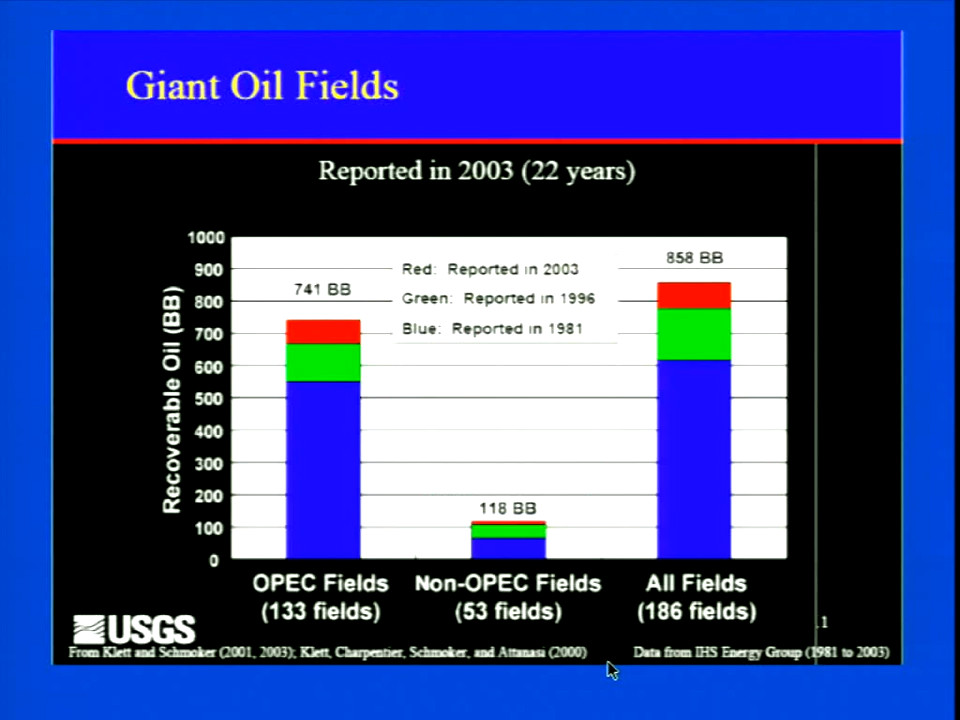 Giant Oil Fields
Reported in 2003 (22 years)
1000
900
800
700
600
500
400
300
200
100
0
Recoverable Oil (BB)
741 BB
Red: Reported in 2003
Green: Reported in 1996
Blue: Reported in 1981
858 BB
118 BB
OPEC Fields
(133 fields)
Non-OPEC Fields
(53 fields)
All Fields
(186 fields)
USGS
.1
From Klett and Schmoker (2001, 2003); Klett, Charpentier, Schmoker, and Attanasi (2000)
Data from IHS Energy Group (1981 to 2003)